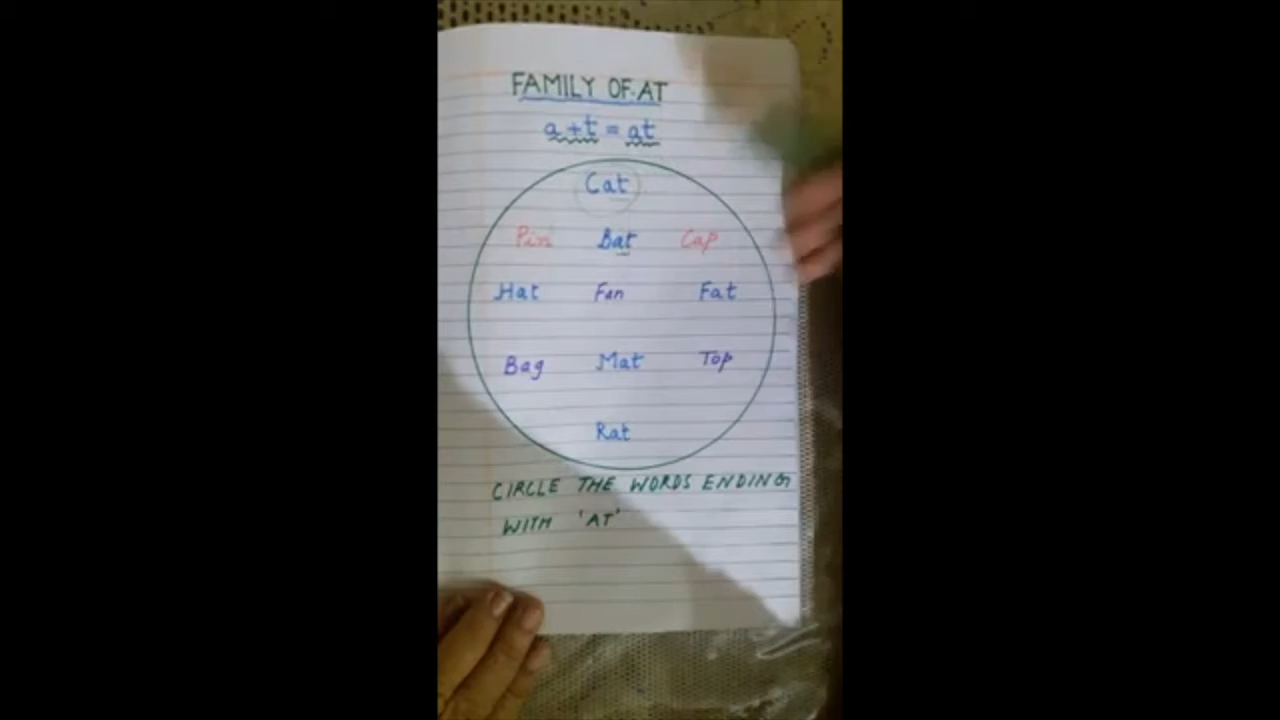 FAMILY OF AT
a+t = at
Cat
Pin Bat Cap
Hat Fan Fat
Bag Mat Top
Rat
CIRCLE THE WORDS ENDING
WITH 'AT'